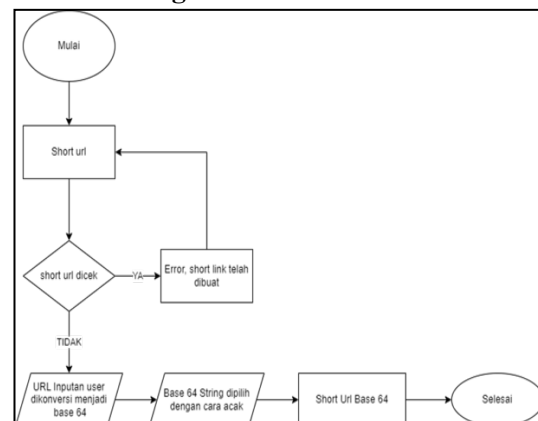 Mulai
Short url
short url dicek
YA
Error, short link telah
dibuat
TIDAK
URL Inputan user
dikonversi menjadi
base 64
Base 64 String dipilih
dengan cara acak
Short Url Base 64
Selesai